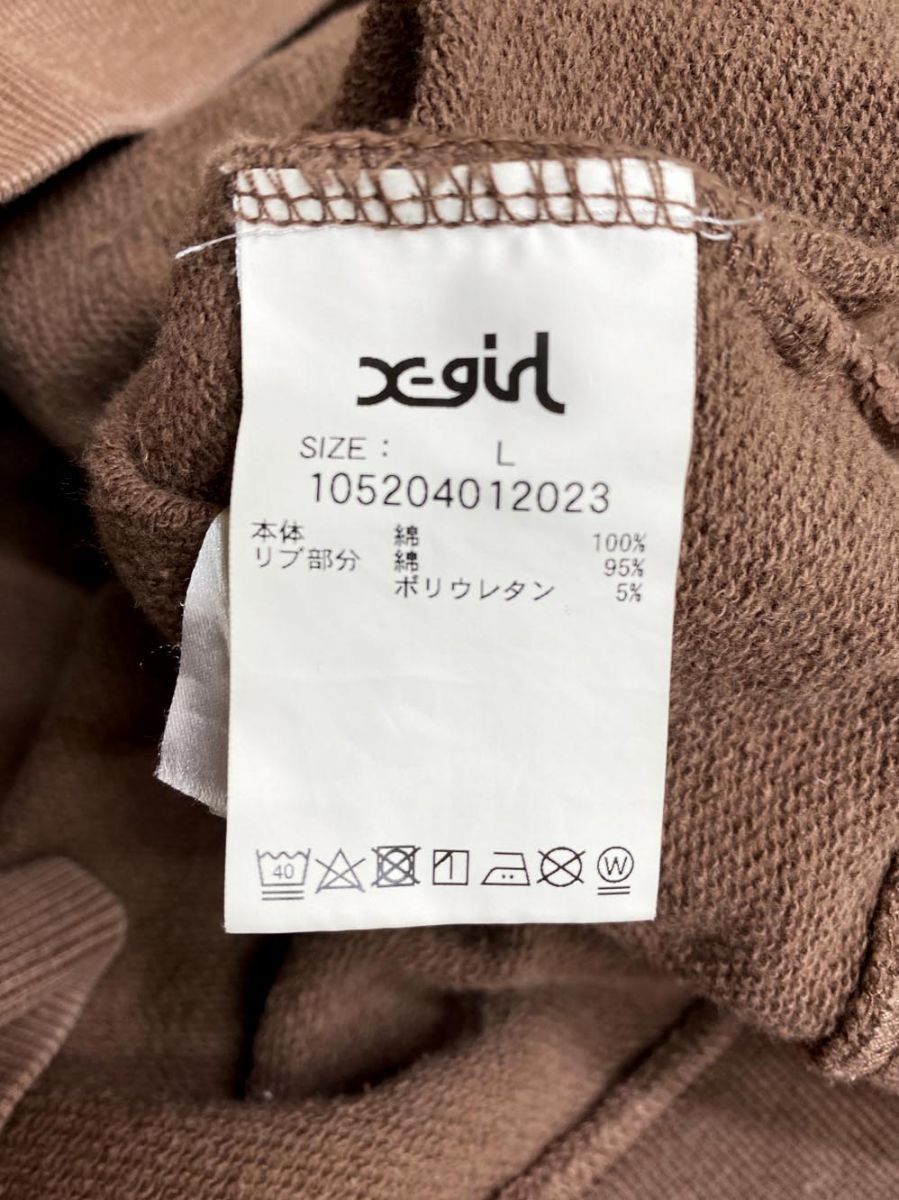 X-girl
SIZE : L
105204012023
本体 綿 100%
リブ部分 綿 95%
ポリウレタン 5%
40 W